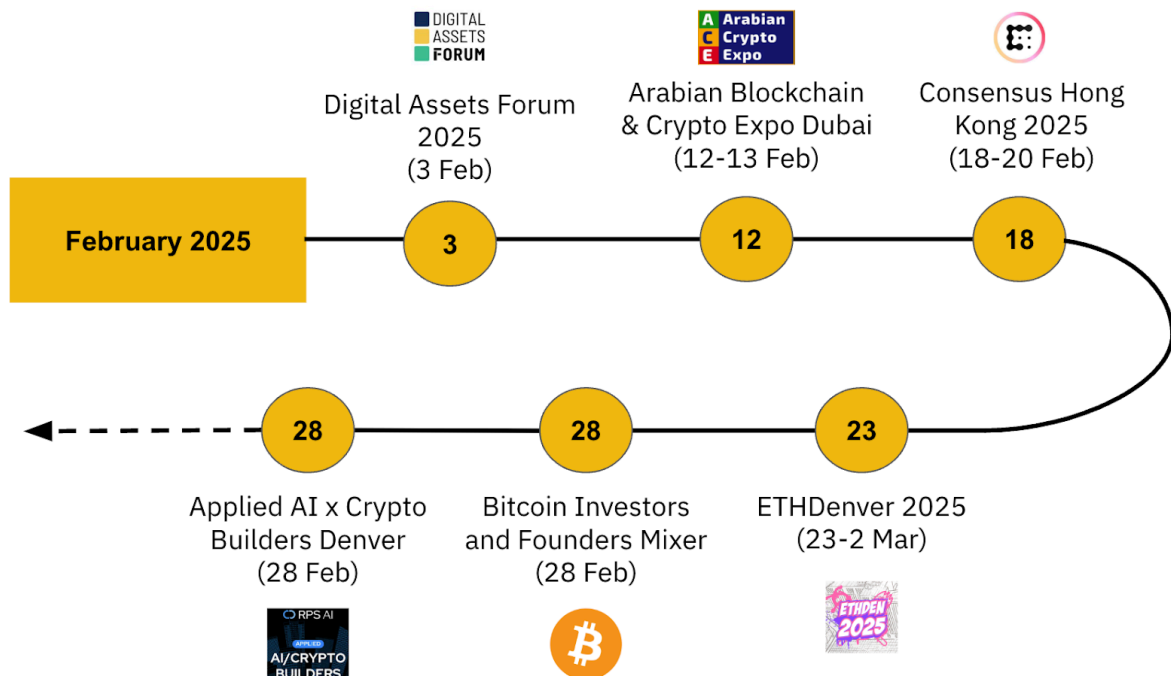 DIGITAL
ASSETS
FORUM
A Arabian
C Crypto
E Expo
Digital Assets Forum
2025
(3 Feb)
Arabian Blockchain
& Crypto Expo Dubai
(12-13 Feb)
Consensus Hong
Kong 2025
(18-20 Feb)
February 2025
3
12
18
28
28
23
Applied AI x Crypto
Builders Denver
(28 Feb)
Bitcoin Investors
and Founders Mixer
(28 Feb)
ETHDenver 2025
(23-2 Mar)
RPS AI
APPLIED
AI/CRYPTO
BUILDERS
ETHDEN
2025